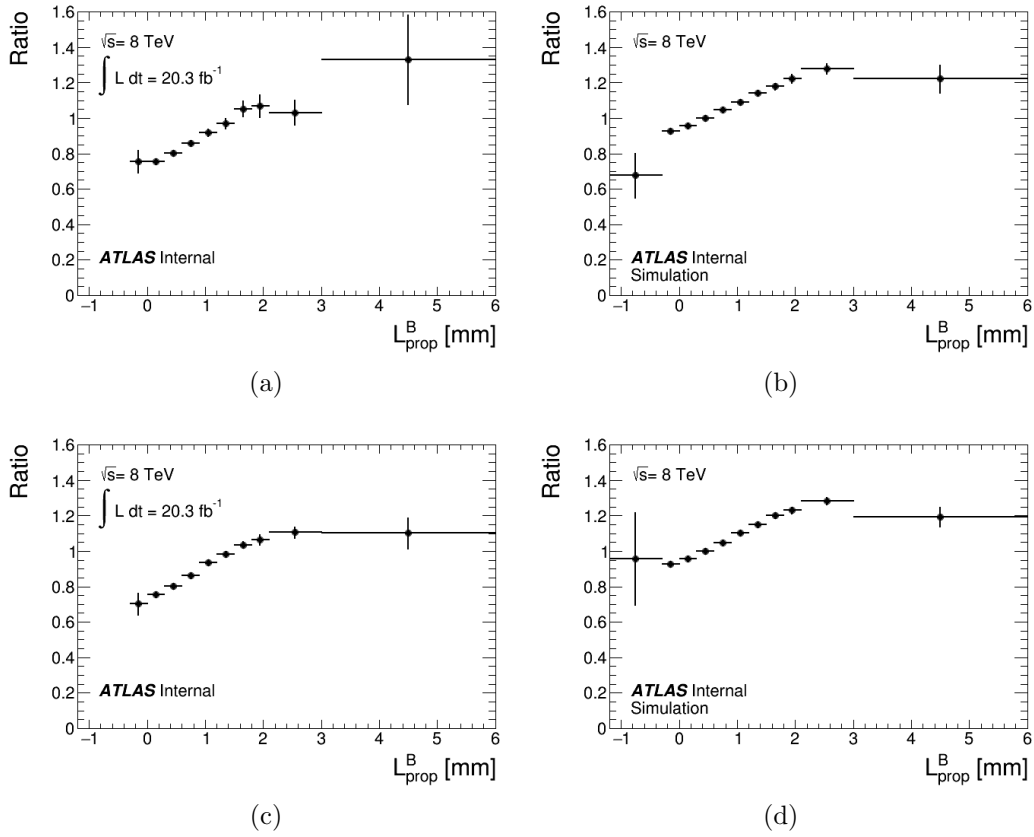 Ratio
1.6
1.4
1.2
1
0.8
0.6
0.4
0.2
0
√s= 8 TeV
∫ L dt = 20.3 fb⁻¹
ATLAS Internal
−1 0 1 2 3 4 5 6
L^B_prop [mm]
(a)
Ratio
1.6
1.4
1.2
1
0.8
0.6
0.4
0.2
0
√s= 8 TeV
ATLAS Internal
Simulation
−1 0 1 2 3 4 5 6
L^B_prop [mm]
(b)
Ratio
1.6
1.4
1.2
1
0.8
0.6
0.4
0.2
0
√s= 8 TeV
∫ L dt = 20.3 fb⁻¹
ATLAS Internal
−1 0 1 2 3 4 5 6
L^B_prop [mm]
(c)
Ratio
1.6
1.4
1.2
1
0.8
0.6
0.4
0.2
0
√s= 8 TeV
ATLAS Internal
Simulation
−1 0 1 2 3 4 5 6
L^B_prop [mm]
(d)